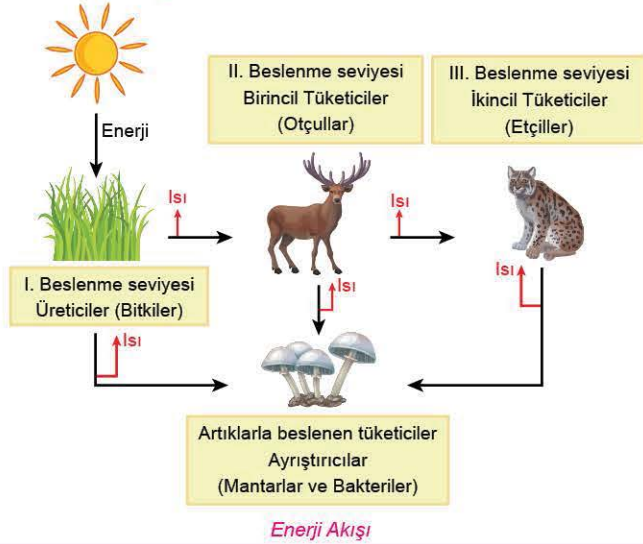 II. Beslenme seviyesi
Birincil Tüketiciler
(Otçullar)
III. Beslenme seviyesi
İkincil Tüketiciler
(Etçiller)
Enerji
Isı
Isı
I. Beslenme seviyesi
Üreticiler (Bitkiler)
Isı
Isı
Isı
Artıklarla beslenen tüketiciler
Ayrıştırıcılar
(Mantarlar ve Bakteriler)
Enerji Akışı